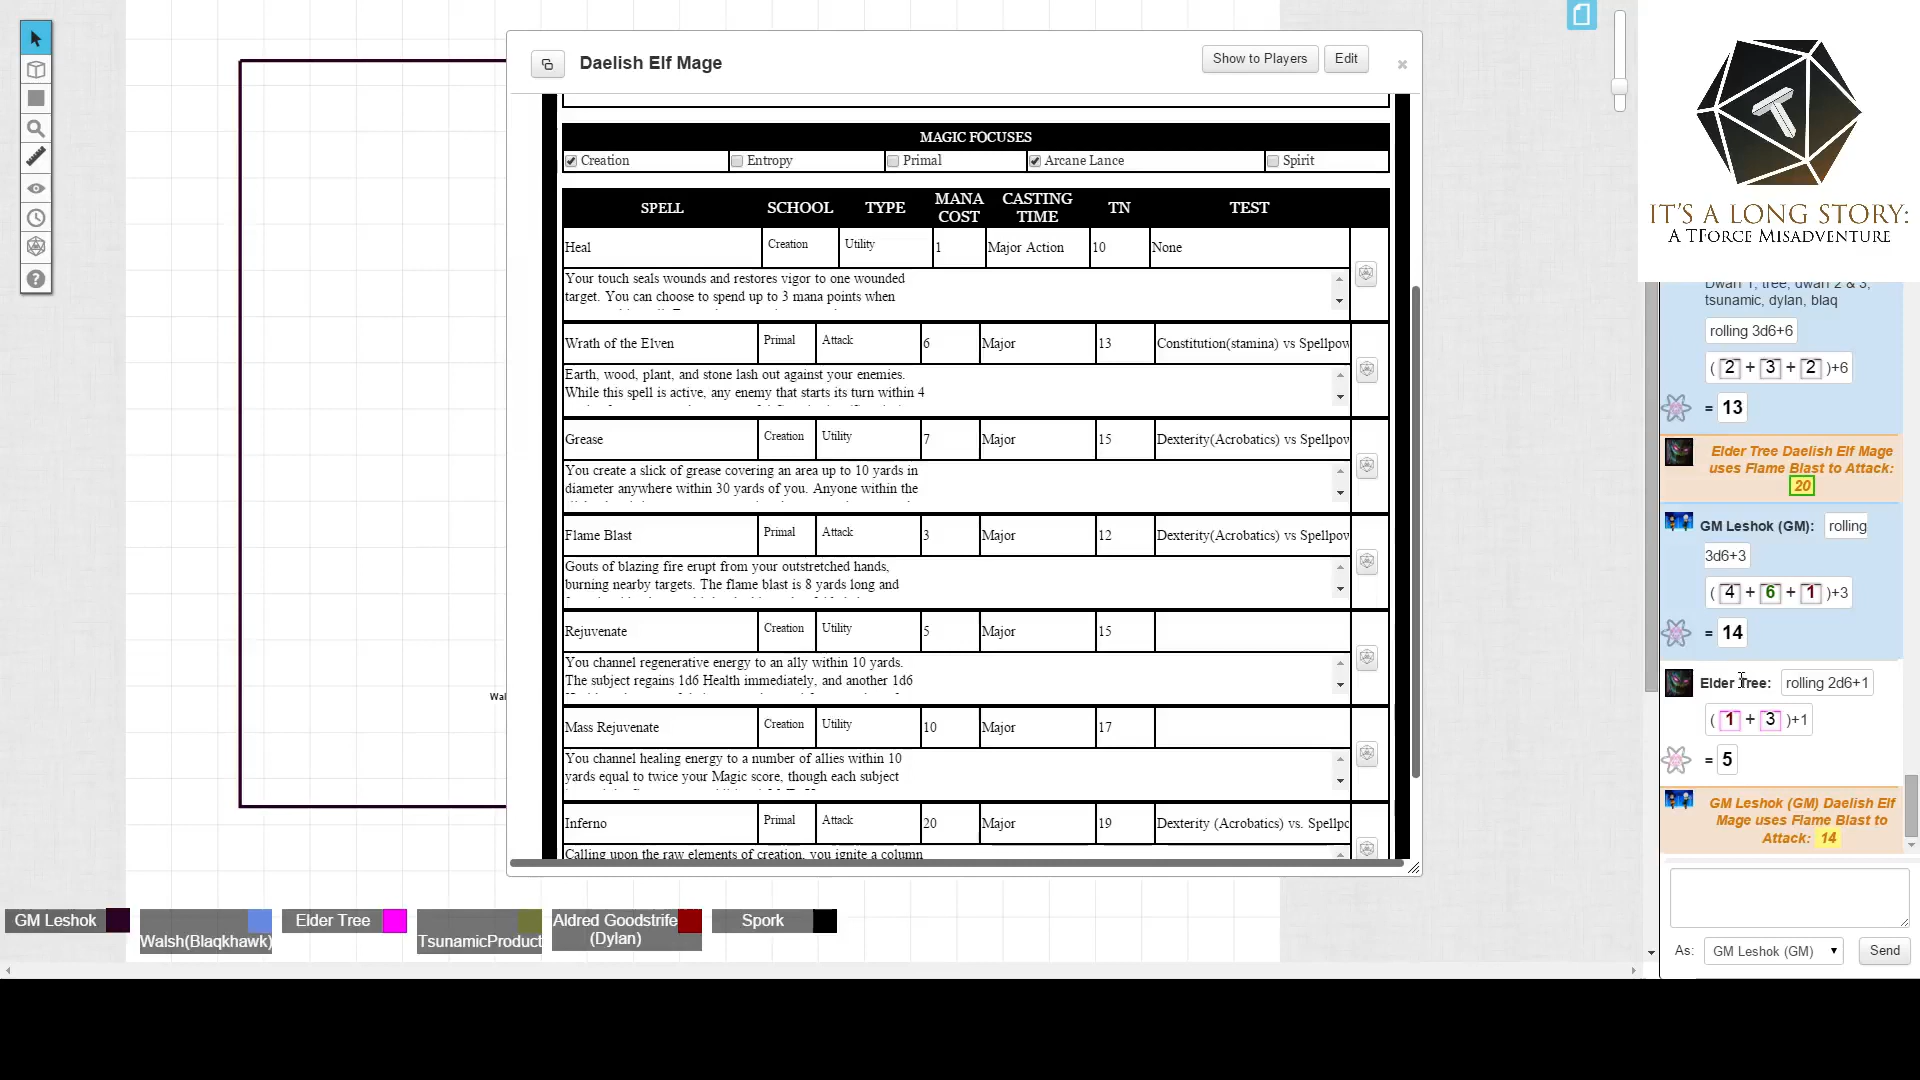 Daelish Elf Mage
Show to Players
Edit
×
MAGIC FOCUSES
Creation
Entropy
Primal
Arcane Lance
Spirit
SPELL SCHOOL TYPE MANA COST CASTING TIME TN TEST
Heal Creation Utility 1 Major Action 10 None
Your touch seals wounds and restores vigor to one wounded
target. You can choose to spend up to 3 mana points when
Wrath of the Elven Primal Attack 6 Major 13 Constitution(stamina) vs Spellpow
Earth, wood, plant, and stone lash out against your enemies.
While this spell is active, any enemy that starts its turn within 4
Grease Creation Utility 7 Major 15 Dexterity(Acrobatics) vs Spellpow
You create a slick of grease covering an area up to 10 yards in
diameter anywhere within 30 yards of you. Anyone within the
Flame Blast Primal Attack 3 Major 12 Dexterity(Acrobatics) vs Spellpow
Gouts of blazing fire erupt from your outstretched hands,
burning nearby targets. The flame blast is 8 yards long and
Rejuvenate Creation Utility 5 Major 15
You channel regenerative energy to an ally within 10 yards.
The subject regains 1d6 Health immediately, and another 1d6
Mass Rejuvenate Creation Utility 10 Major 17
You channel healing energy to a number of allies within 10
yards equal to twice your Magic score, though each subject
Inferno Primal Attack 20 Major 19 Dexterity (Acrobatics) vs. Spellpo
Calling upon the raw elements of creation, you ignite a column
Wal
GM Leshok
Walsh(Blaqkhawk)
Elder Tree
TsunamicProduct
Aldred Goodstrife
(Dylan)
Spork
T
IT'S A LONG STORY:
A TFORCE MISADVENTURE
Dwarf 1, tree, dwarf 2 & 3,
tsunamic, dylan, blaq
rolling 3d6+6
(2+3+2)+6
= 13
Elder Tree Daelish Elf Mage
uses Flame Blast to Attack:
20
GM Leshok (GM): rolling
3d6+3
(4+6+1)+3
= 14
Elder Tree: rolling 2d6+1
(1+3)+1
= 5
GM Leshok (GM) Daelish Elf
Mage uses Flame Blast to
Attack: 14
As: GM Leshok (GM) Send